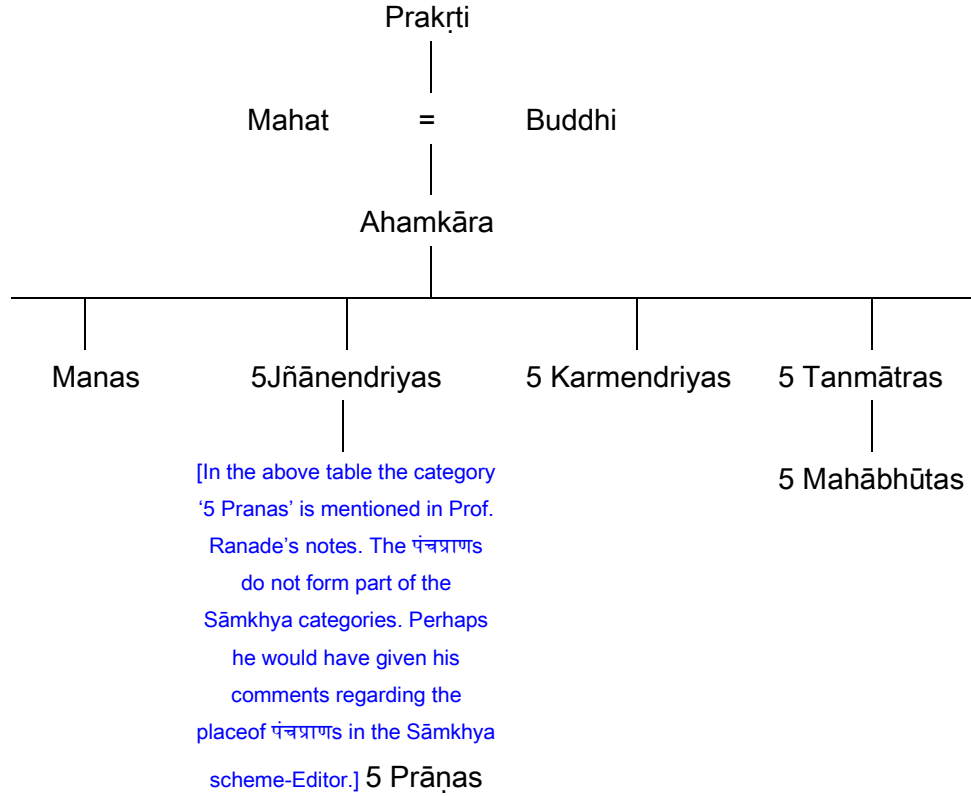 Prakṛti
Mahat = Buddhi
Ahamkāra
Manas 5Jñānendriyas 5 Karmendriyas 5 Tanmātras
[In the above table the category
‘5 Pranas’ is mentioned in Prof.
Ranade’s notes. The पंचप्राणs
do not form part of the
Sāmkhya categories. Perhaps
he would have given his
comments regarding the
placeof पंचप्राणs in the Sāmkhya
scheme-Editor.] 5 Prāṇas
5 Mahābhūtas